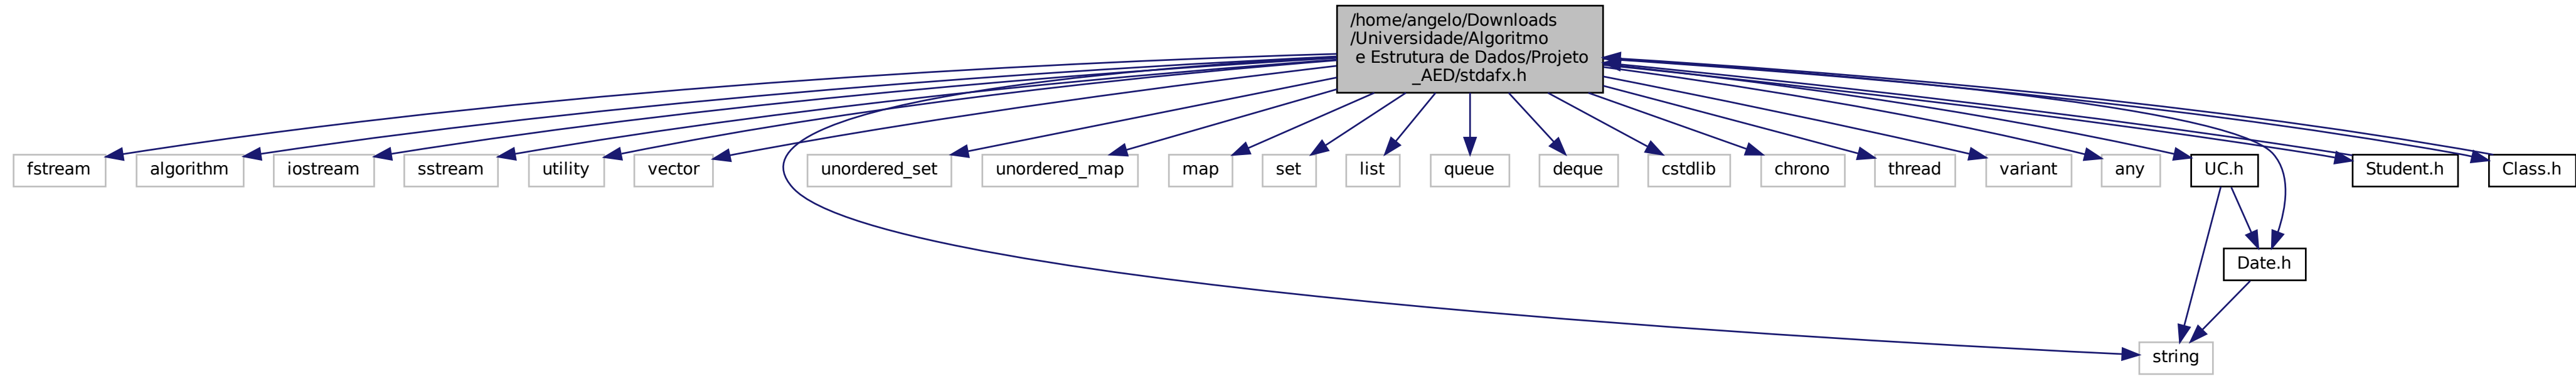 /home/angelo/Downloads
/Universidade/Algoritmo
e Estrutura de Dados/Projeto
_AED/stdafx.h
fstream
algorithm
iostream
sstream
utility
vector
unordered_set
unordered_map
map
set
list
queue
deque
cstdlib
chrono
thread
variant
any
UC.h
Student.h
Class.h
Date.h
string